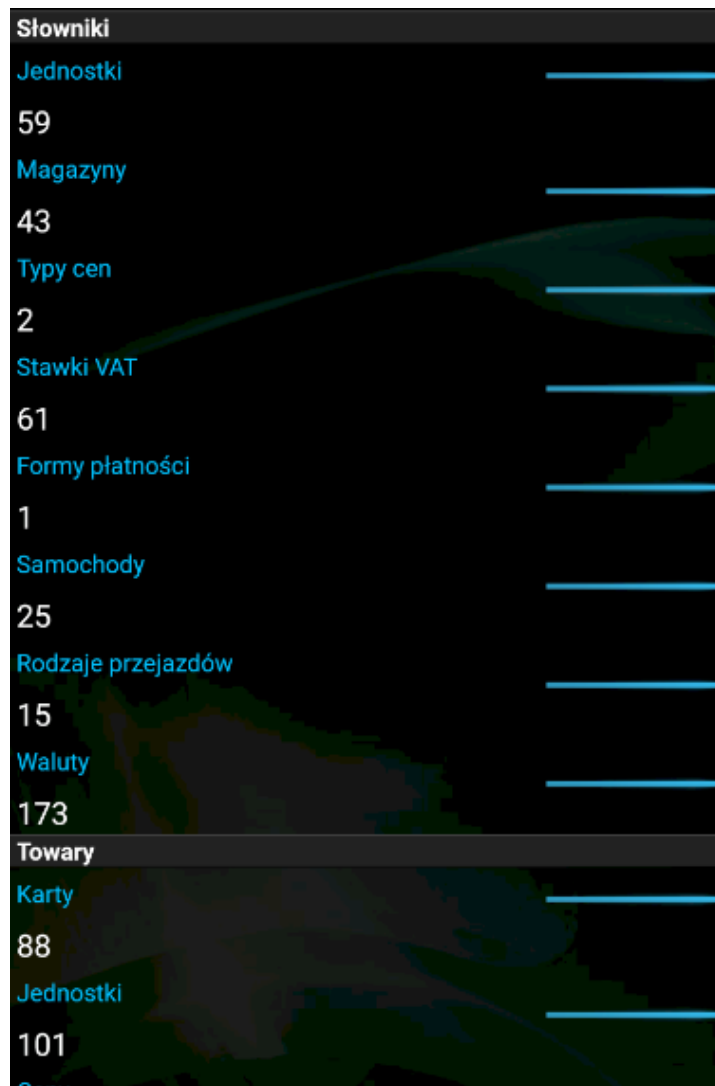 Słowniki
Jednostki
59
Magazyny
43
Typy cen
2
Stawki VAT
61
Formy płatności
1
Samochody
25
Rodzaje przejazdów
15
Waluty
173
Towary
Karty
88
Jednostki
101